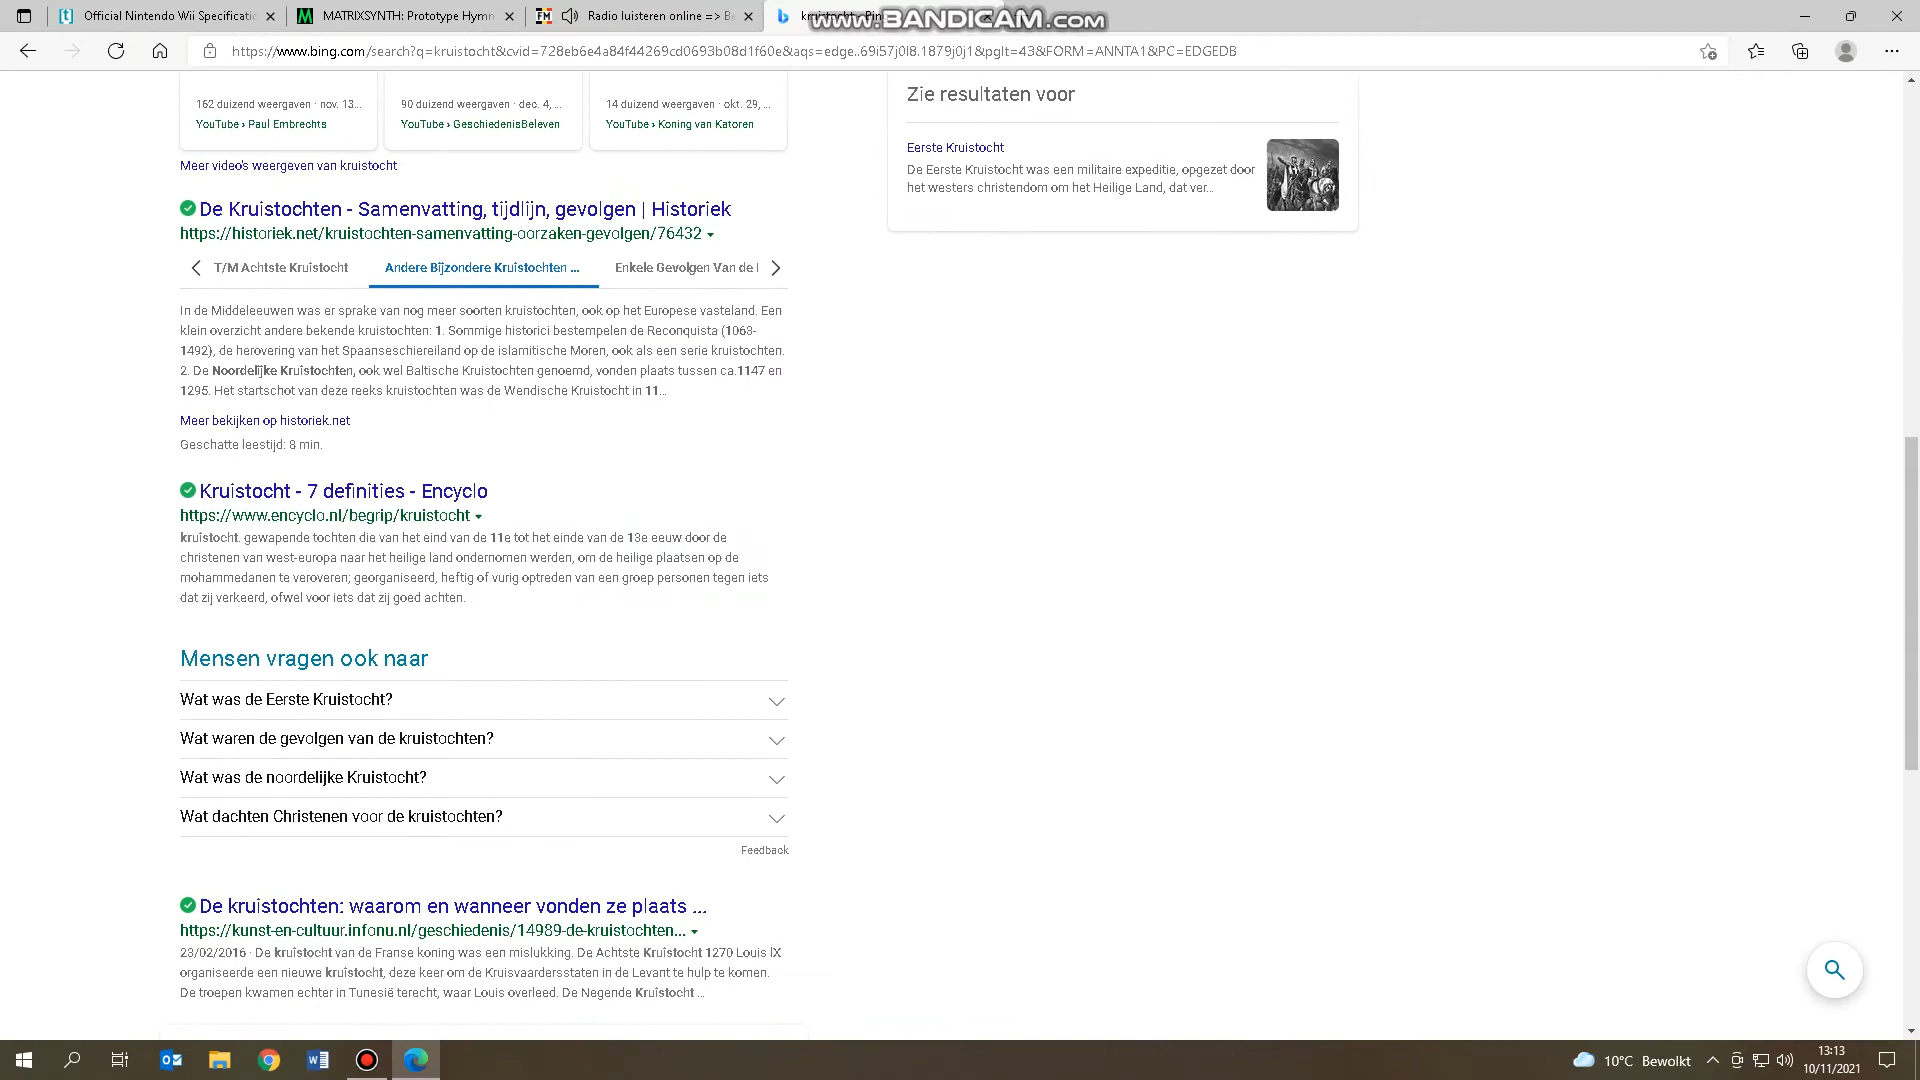 Official Nintendo Wii Specificatio
MATRIXSYNTH: Prototype Hymn
Radio luisteren online => Be
kruistocht - Bin
www.BANDICAM.com
https://www.bing.com/search?q=kruistocht&cvid=728eb6e4a84f44269cd0693b08d1f60e&aqs=edge..69i57j0l8.1879j0j1&pglt=43&FORM=ANNTA1&PC=EDGEDB
162 duizend weergaven · nov. 13...
90 duizend weergaven · dec. 4, ...
14 duizend weergaven · okt. 29, ...
YouTube › Paul Embrechts
YouTube › GeschiedenisBeleven
YouTube › Koning van Katoren
Meer video's weergeven van kruistocht
De Kruistochten - Samenvatting, tijdlijn, gevolgen | Historiek
https://historiek.net/kruistochten-samenvatting-oorzaken-gevolgen/76432
T/M Achtste Kruistocht
Andere Bijzondere Kruistochten ...
Enkele Gevolgen Van de
In de Middeleeuwen was er sprake van nog meer soorten kruistochten, ook op het Europese vasteland. Een
klein overzicht andere bekende kruistochten: 1. Sommige historici bestempelen de Reconquista (1063-
1492), de herovering van het Spaanseschiereiland op de islamitische Moren, ook als een serie kruistochten.
2. De Noordelijke Kruistochten, ook wel Baltische Kruistochten genoemd, vonden plaats tussen ca.1147 en
1295. Het startschot van deze reeks kruistochten was de Wendische Kruistocht in 11...
Meer bekijken op historiek.net
Geschatte leestijd: 8 min.
Kruistocht - 7 definities - Encyclo
https://www.encyclo.nl/begrip/kruistocht
kruistocht. gewapende tochten die van het eind van de 11e tot het einde van de 13e eeuw door de
christenen van west-europa naar het heilige land ondernomen werden, om de heilige plaatsen op de
mohammedanen te veroveren; georganiseerd, heftig of vurig optreden van een groep personen tegen iets
dat zij verkeerd, ofwel voor iets dat zij goed achten.
Mensen vragen ook naar
Wat was de Eerste Kruistocht?
Wat waren de gevolgen van de kruistochten?
Wat was de noordelijke Kruistocht?
Wat dachten Christenen voor de kruistochten?
Feedback
De kruistochten: waarom en wanneer vonden ze plaats ...
https://kunst-en-cultuur.infonu.nl/geschiedenis/14989-de-kruistochten...
23/02/2016 · De kruistocht van de Franse koning was een mislukking. De Achtste Kruistocht 1270 Louis lX
organiseerde een nieuwe kruistocht, deze keer om de Kruisvaardersstaten in de Levant te hulp te komen.
De troepen kwamen echter in Tunesië terecht, waar Louis overleed. De Negende Kruistocht ...
Zie resultaten voor
Eerste Kruistocht
De Eerste Kruistocht was een militaire expeditie, opgezet door
het westers christendom om het Heilige Land, dat ver...
10°C Bewolkt
13:13
10/11/2021